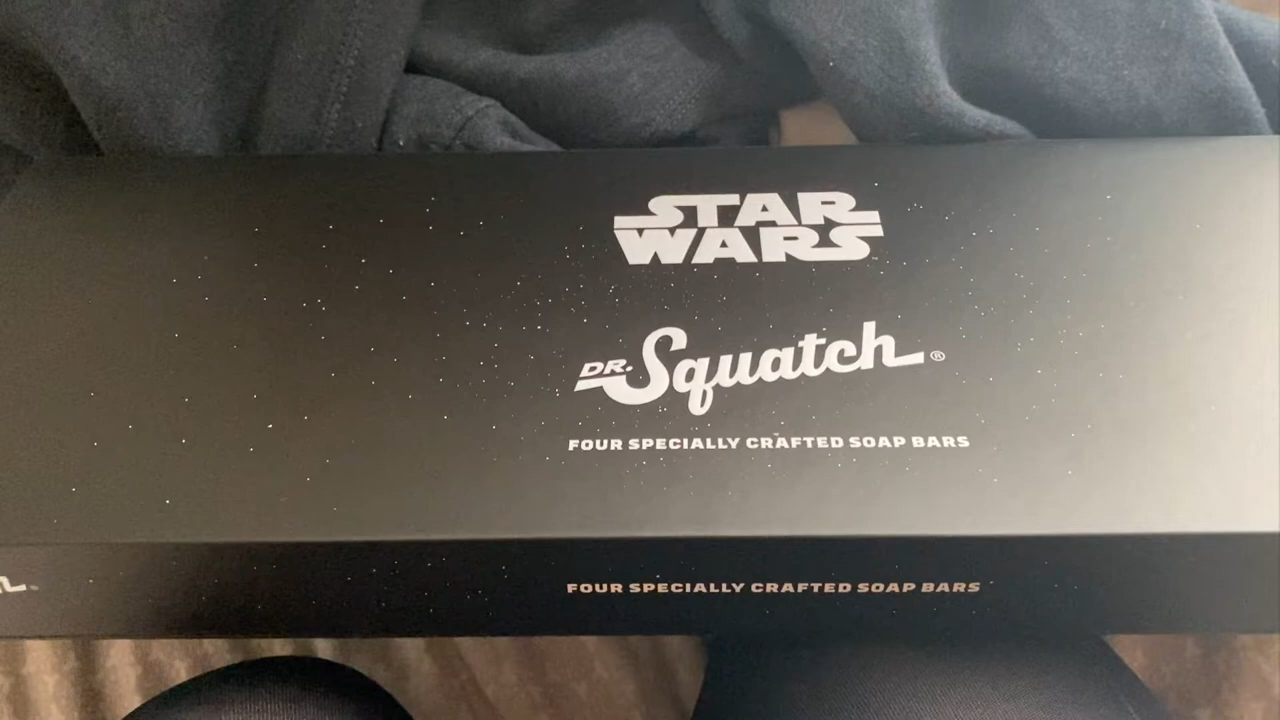 STAR
WARS
DR. Squatch®
FOUR SPECIALLY CRAFTED SOAP BARS
FOUR SPECIALLY CRAFTED SOAP BARS